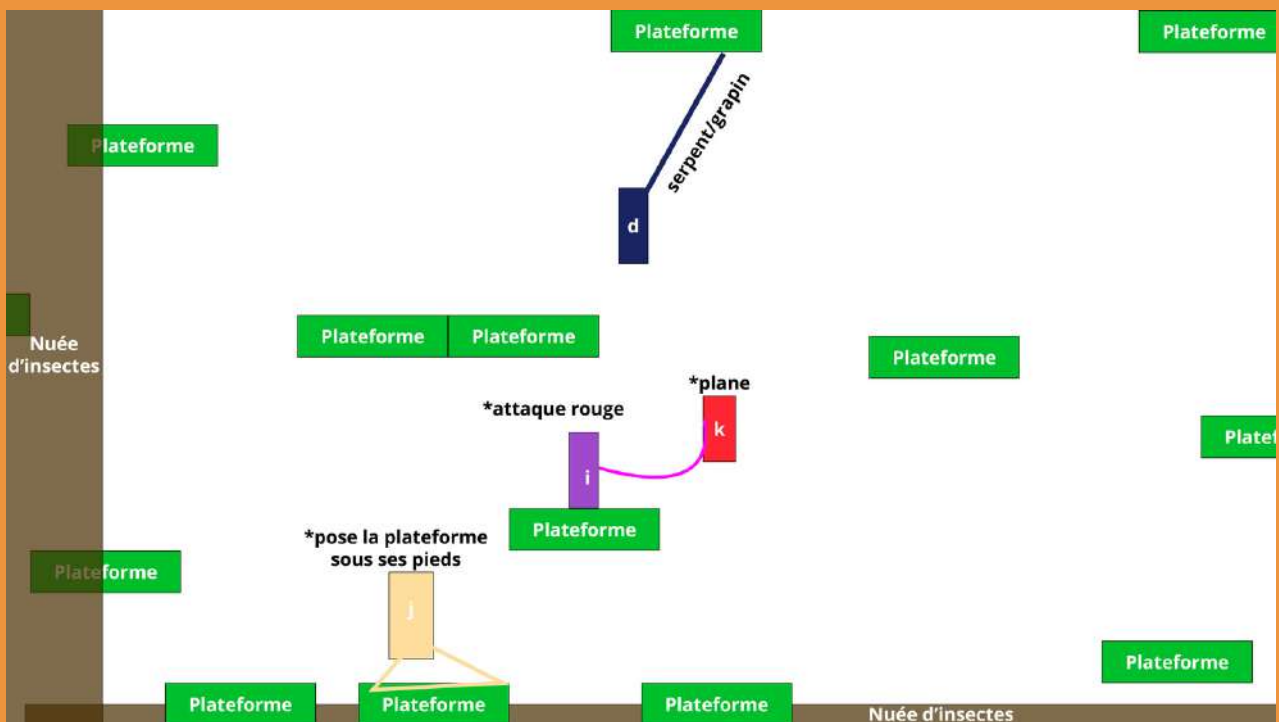 Plateforme
Plateforme
serpent/grapin
Plateforme
d
Plateforme
Plateforme
Nuée
d'insectes
Plateforme
*plane
*attaque rouge
k
Platef
i
*pose la plateforme
sous ses pieds
Plateforme
Plateforme
j
Plateforme
Plateforme
Plateforme
Plateforme
Nuée d'insectes